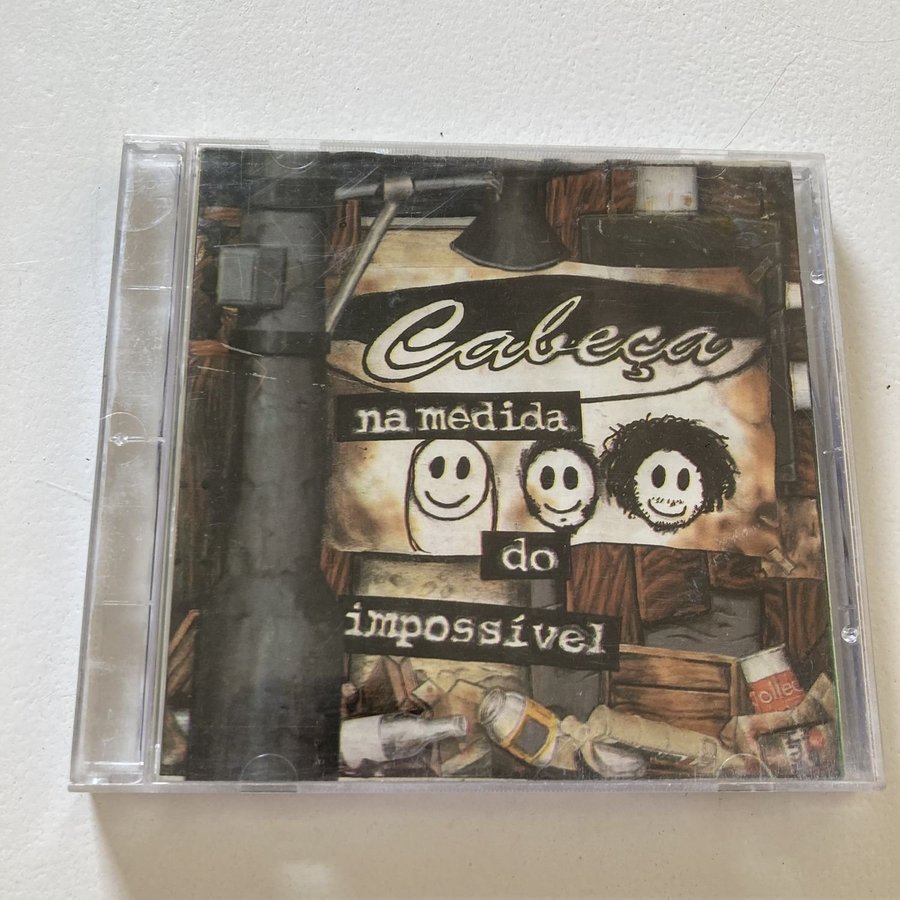 Cabeça
na medida
do
impossível